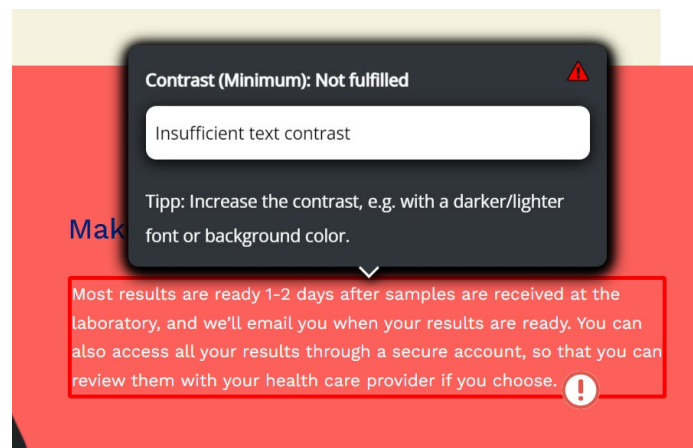 Contrast (Minimum): Not fulfilled
Insufficient text contrast
Tipp: Increase the contrast, e.g. with a darker/lighter
font or background color.
Mak
Most results are ready 1-2 days after samples are received at the
laboratory, and we’ll email you when your results are ready. You can
also access all your results through a secure account, so that you can
review them with your health care provider if you choose.